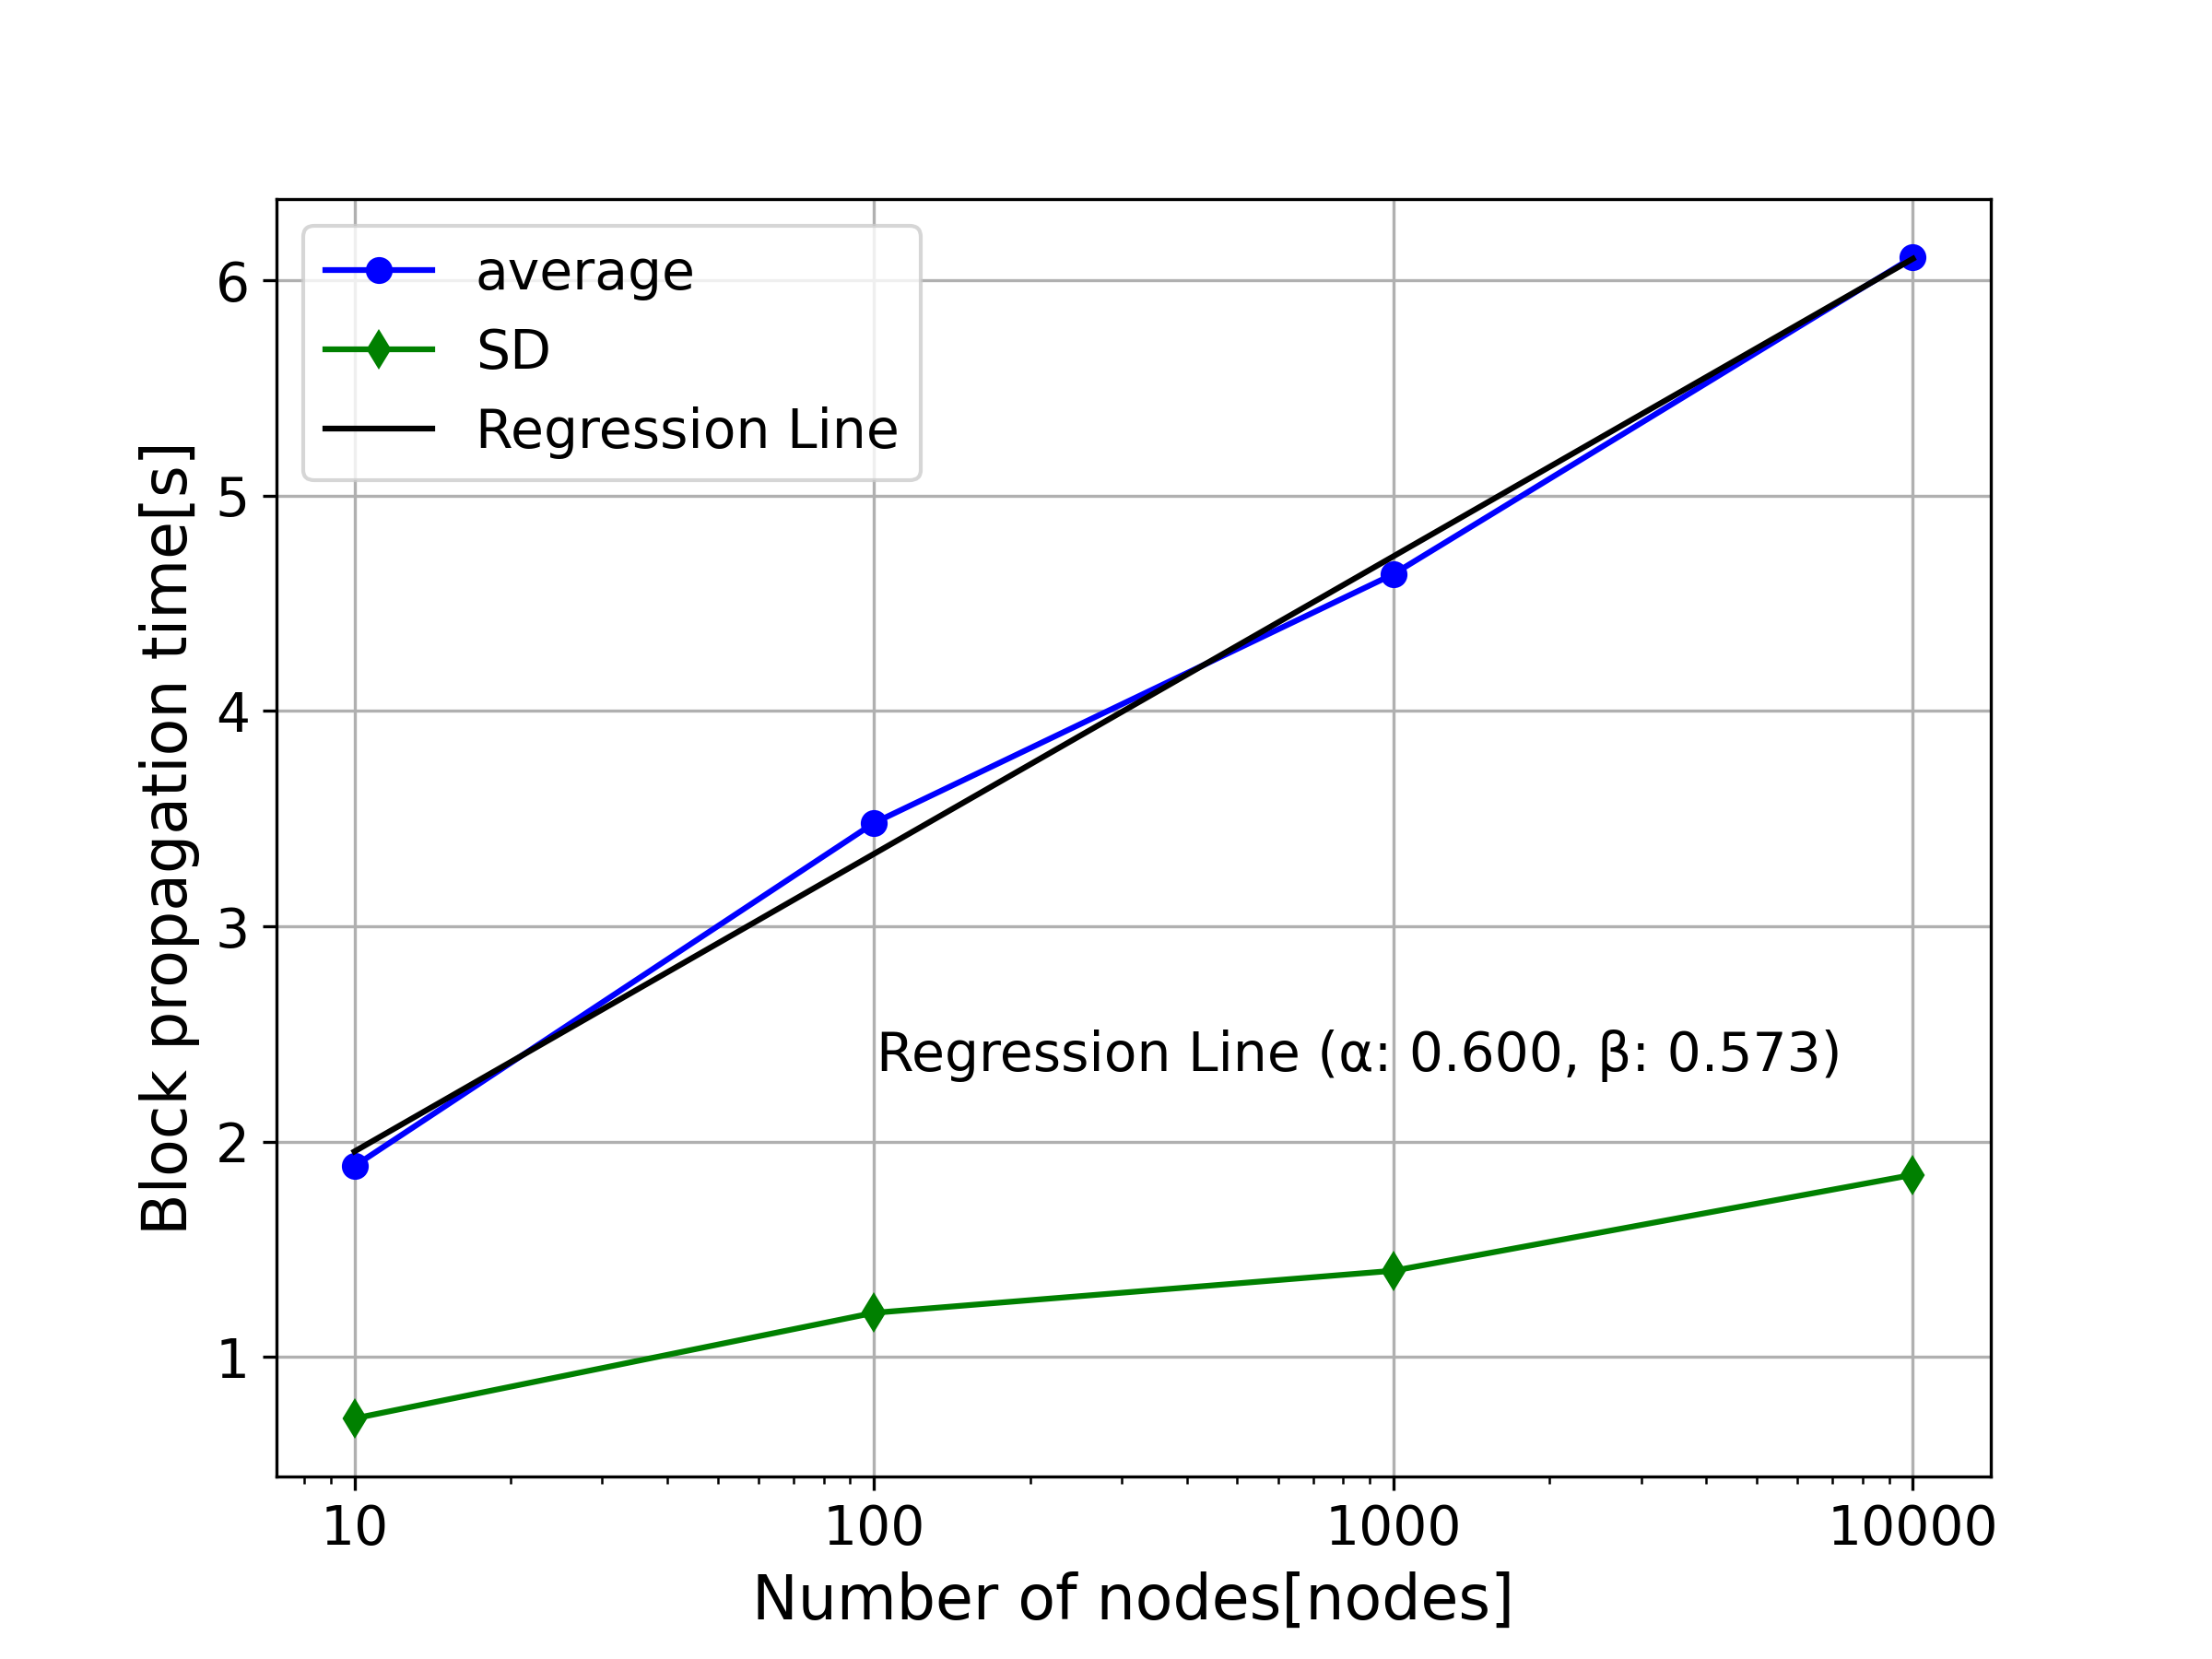 average
SD
Regression Line
6
5
4
3
2
1
Block propagation time[s]
Regression Line (α: 0.600, β: 0.573)
10 100 1000 10000
Number of nodes[nodes]